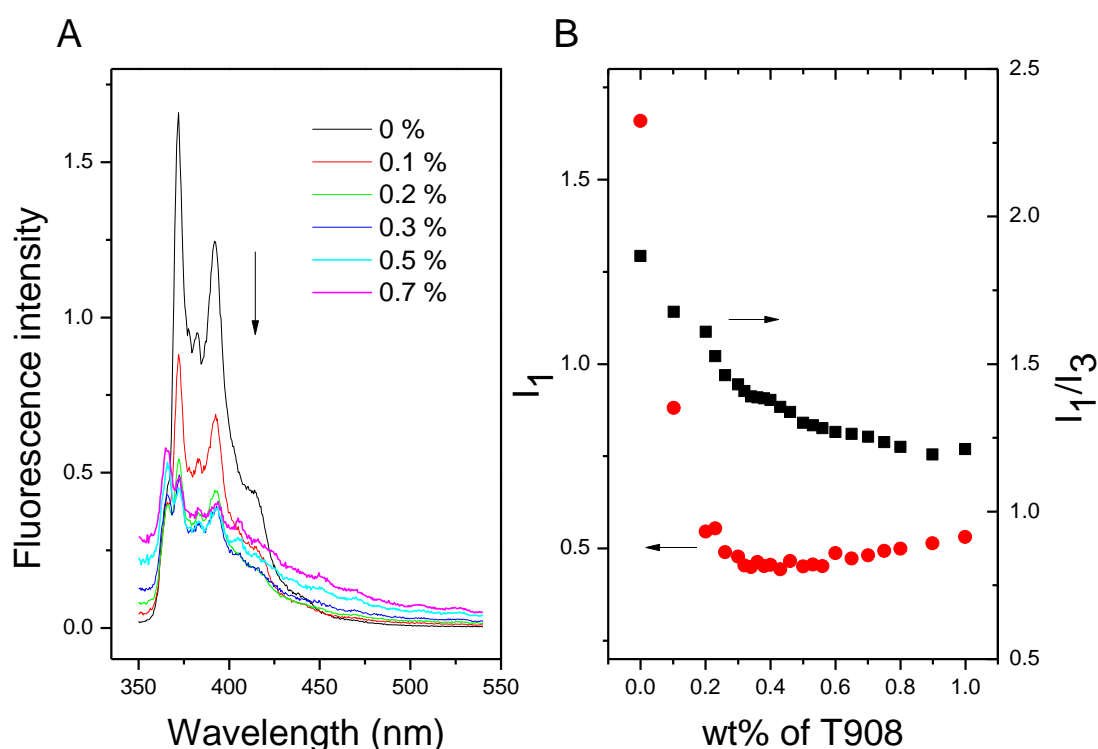 A
Fluorescence intensity
1.5
1.0
0.5
0.0
0 %
0.1 %
0.2 %
0.3 %
0.5 %
0.7 %
350 400 450 500 550
Wavelength (nm)
B
I1
1.5
1.0
0.5
2.5
2.0
1.5
1.0
0.5
I1/I3
0.0 0.2 0.4 0.6 0.8 1.0
wt% of T908